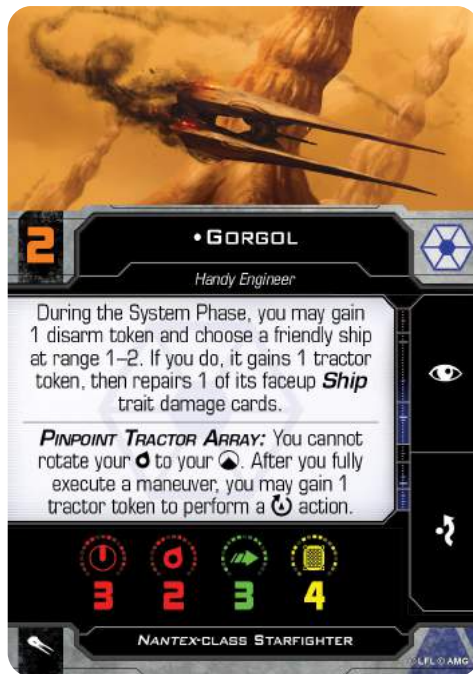 2
• GORGOL
Handy Engineer
During the System Phase, you may gain
1 disarm token and choose a friendly ship
at range 1–2. If you do, it gains 1 tractor
token, then repairs 1 of its faceup Ship
trait damage cards.
PINPOINT TRACTOR ARRAY: You cannot
rotate your to your . After you fully
execute a maneuver, you may gain 1
tractor token to perform a action.
3 2 3 4
NANTEX-CLASS STARFIGHTER
©LFL ©AMG